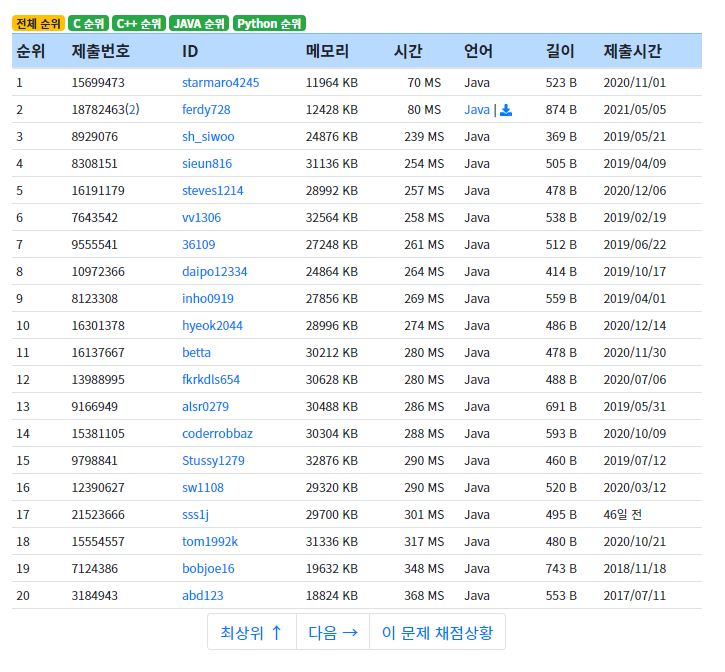 전체 순위 C 순위 C++ 순위 JAVA 순위 Python 순위
순위 제출번호 ID 메모리 시간 언어 길이 제출시간
1 15699473 starmaro4245 11964 KB 70 MS Java 523 B 2020/11/01
2 18782463(2) ferdy728 12428 KB 80 MS Java | 874 B 2021/05/05
3 8929076 sh_siwoo 24876 KB 239 MS Java 369 B 2019/05/21
4 8308151 sieun816 31136 KB 254 MS Java 505 B 2019/04/09
5 16191179 steves1214 28992 KB 257 MS Java 478 B 2020/12/06
6 7643542 vv1306 32564 KB 258 MS Java 538 B 2019/02/19
7 9555541 36109 27248 KB 261 MS Java 512 B 2019/06/22
8 10972366 daipo12334 24864 KB 264 MS Java 414 B 2019/10/17
9 8123308 inho0919 27856 KB 269 MS Java 559 B 2019/04/01
10 16301378 hyeok2044 28996 KB 274 MS Java 486 B 2020/12/14
11 16137667 betta 30212 KB 280 MS Java 478 B 2020/11/30
12 13988995 fkrkdls654 30628 KB 280 MS Java 488 B 2020/07/06
13 9166949 alsr0279 30488 KB 286 MS Java 691 B 2019/05/31
14 15381105 coderrobbaz 30304 KB 288 MS Java 593 B 2020/10/09
15 9798841 Stussy1279 32876 KB 290 MS Java 460 B 2019/07/12
16 12390627 sw1108 29320 KB 290 MS Java 520 B 2020/03/12
17 21523666 sss1j 29700 KB 301 MS Java 495 B 46일 전
18 15554557 tom1992k 31336 KB 317 MS Java 480 B 2020/10/21
19 7124386 bobjoe16 19632 KB 348 MS Java 743 B 2018/11/18
20 3184943 abd123 18824 KB 368 MS Java 553 B 2017/07/11
최상위 ↑ 다음 → 이 문제 채점상황